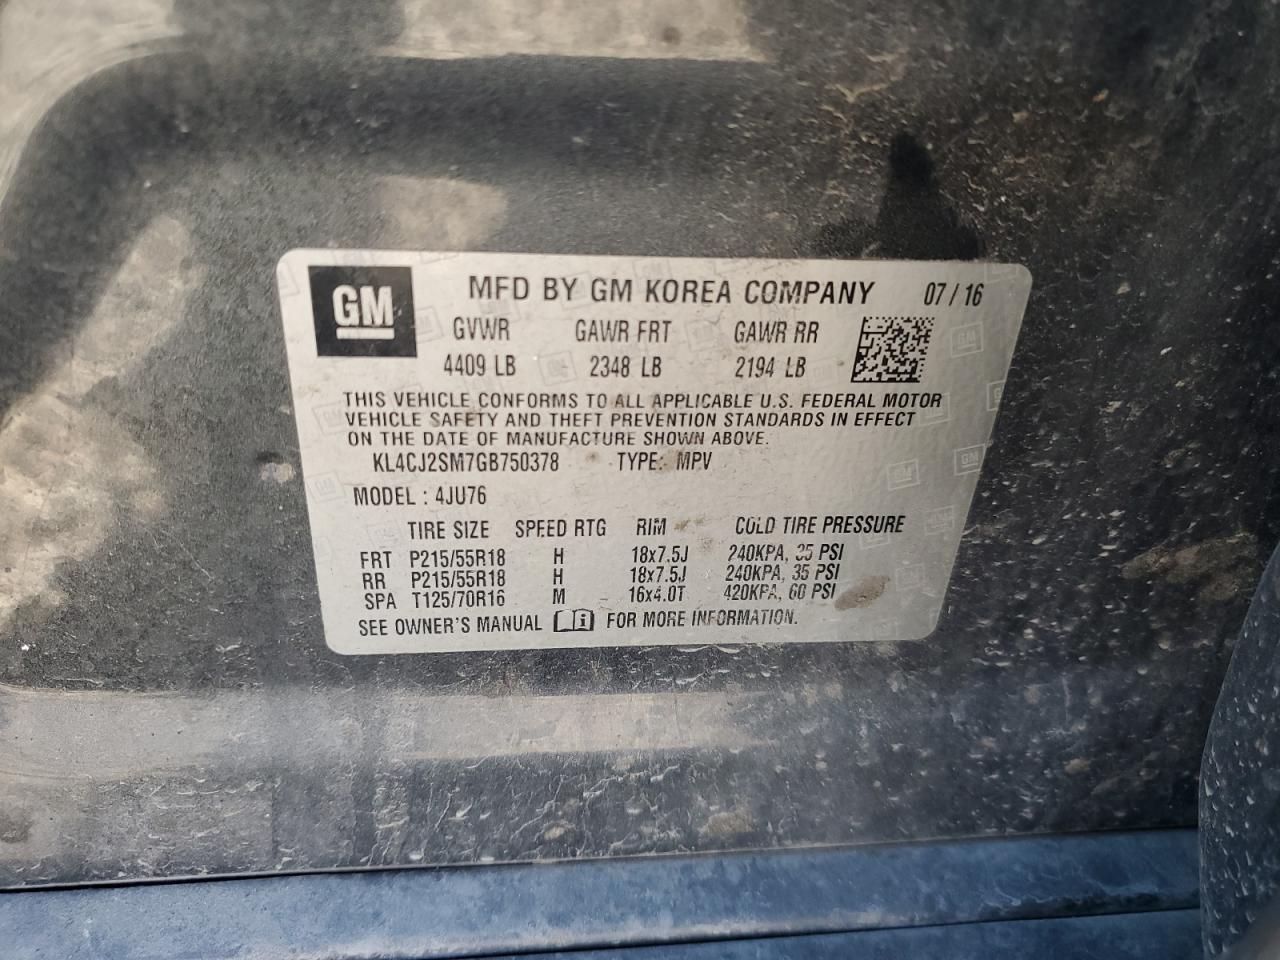 GM
MFD BY GM KOREA COMPANY 07 / 16
GVWR GAWR FRT GAWR RR
4409 LB 2348 LB 2194 LB
THIS VEHICLE CONFORMS TO ALL APPLICABLE U.S. FEDERAL MOTOR
VEHICLE SAFETY AND THEFT PREVENTION STANDARDS IN EFFECT
ON THE DATE OF MANUFACTURE SHOWN ABOVE.
KL4CJ2SM7GB750378 TYPE: MPV
MODEL : 4JU76
TIRE SIZE SPEED RTG RIM COLD TIRE PRESSURE
FRT P215/55R18 H 18x7.5J 240KPA, 35 PSI
RR P215/55R18 H 18x7.5J 240KPA, 35 PSI
SPA T125/70R16 M 16x4.0T 420KPA, 60 PSI
SEE OWNER'S MANUAL i FOR MORE INFORMATION.